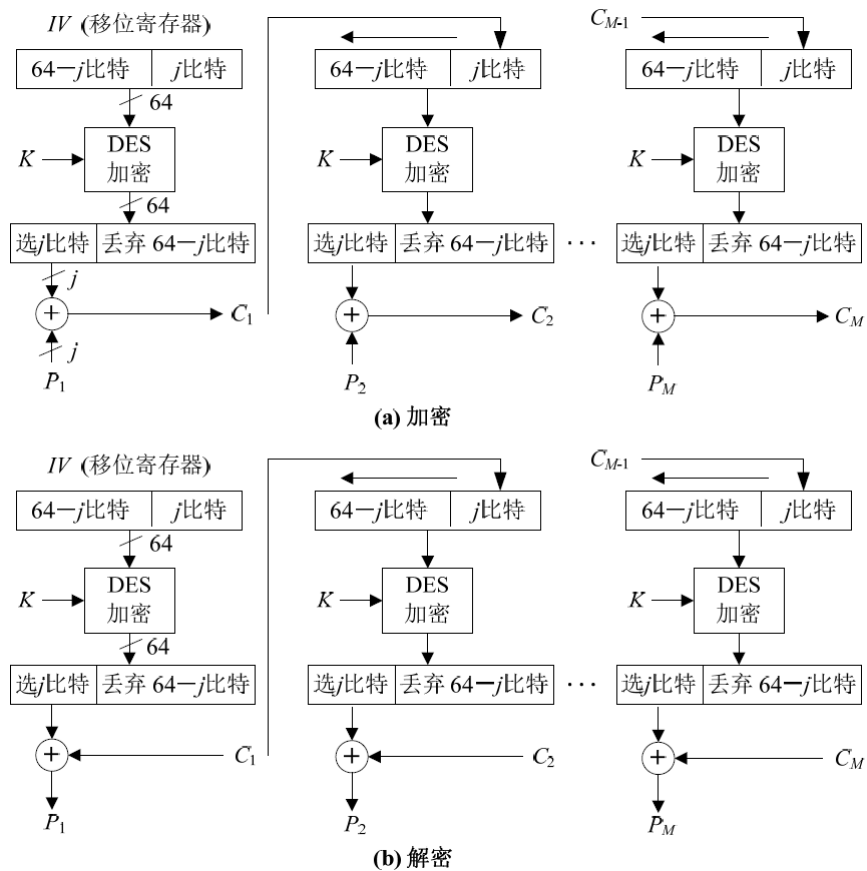 IV (移位寄存器)
C_{M-1}
64－j比特 j比特
64－j比特 j比特
64－j比特 j比特
64
K DES 加密
K DES 加密
K DES 加密
64
选j比特 丢弃 64－j比特
选j比特 丢弃 64－j比特
···
选j比特 丢弃 64－j比特
j
+ C₁
+ C₂
+ C_M
j
P₁
P₂
P_M
(a) 加密
IV (移位寄存器)
C_{M-1}
64－j比特 j比特
64－j比特 j比特
64－j比特 j比特
64
K DES 加密
K DES 加密
K DES 加密
64
选j比特 丢弃 64－j比特
选j比特 丢弃 64－j比特
···
选j比特 丢弃 64－j比特
+ C₁
+ C₂
+ C_M
P₁
P₂
P_M
(b) 解密